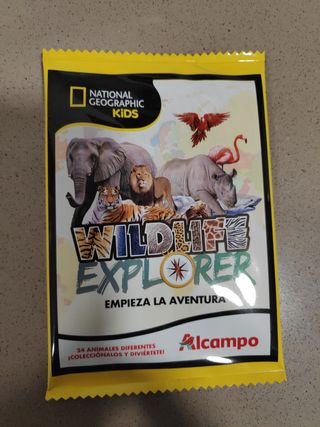 NATIONAL
GEOGRAPHIC
KiDS
WILDLIFE
EXPLORER
EMPIEZA LA AVENTURA
24 ANIMALES DIFERENTES
¡COLECCIÓNALOS Y DIVIÉRTETE!
Alcampo